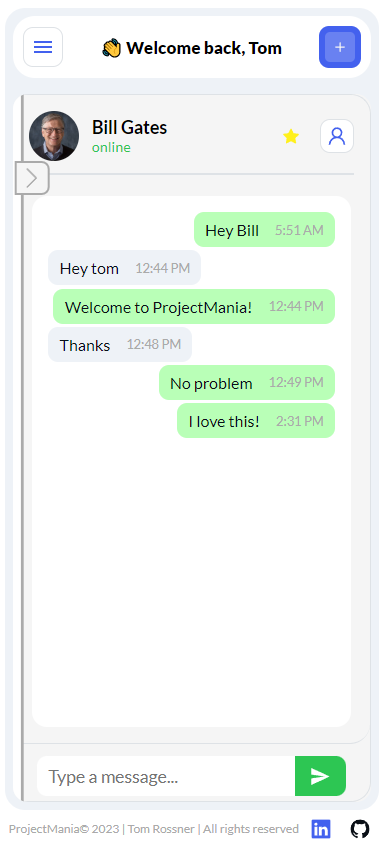 👋 Welcome back, Tom
+
Bill Gates
online
Hey Bill 5:51 AM
Hey tom 12:44 PM
Welcome to ProjectMania! 12:44 PM
Thanks 12:48 PM
No problem 12:49 PM
I love this! 2:31 PM
Type a message...
ProjectMania© 2023 | Tom Rossner | All rights reserved in